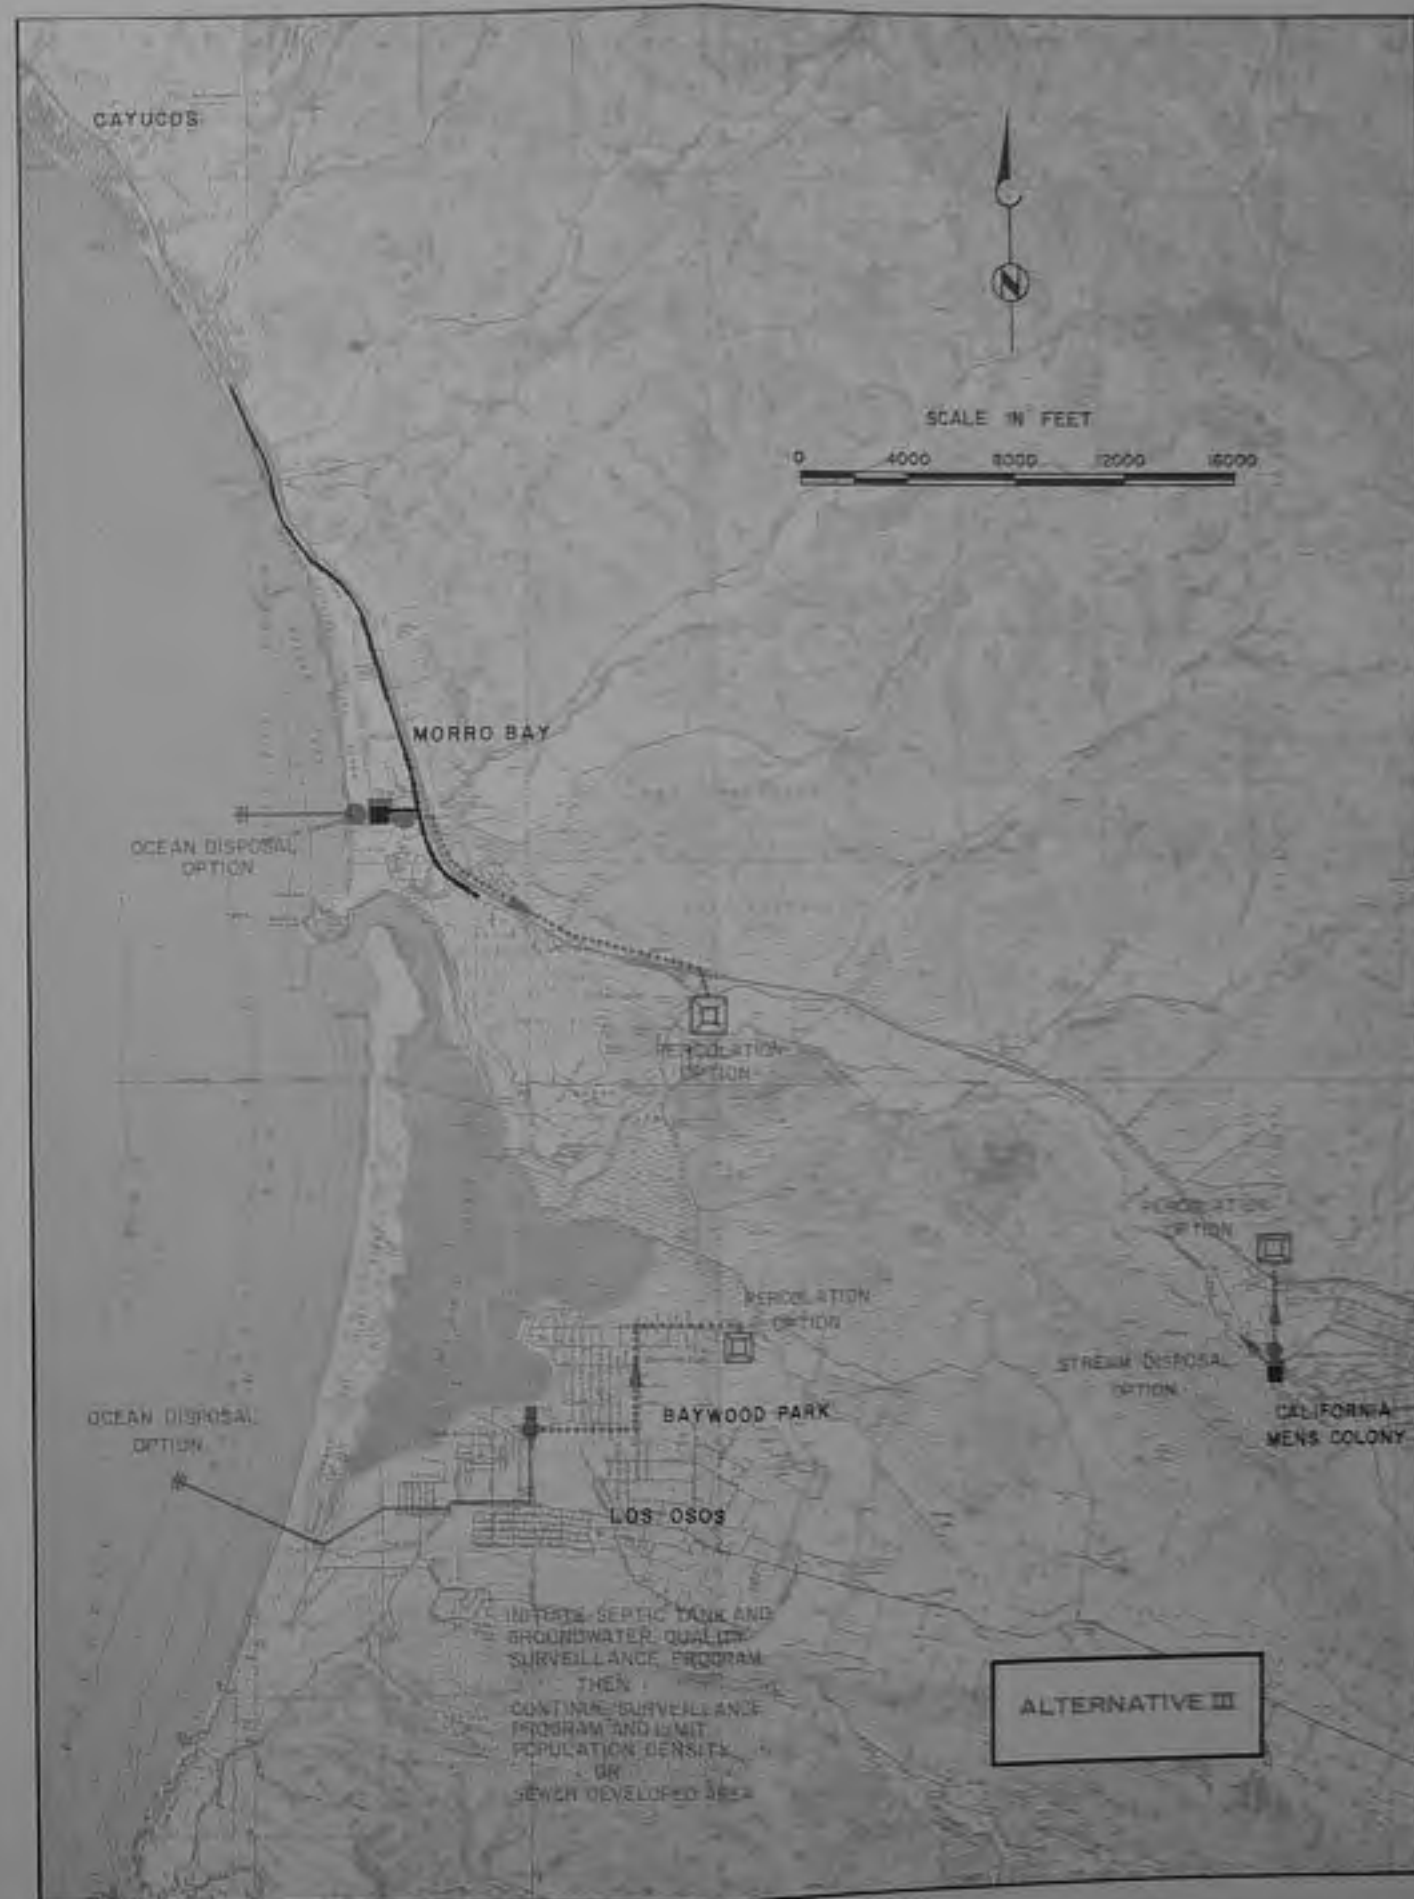 CAYUCOS
N
SCALE IN FEET
0 4000 8000 12000 16000
MORRO BAY
OCEAN DISPOSAL
OPTION
PERCOLATION
OPTION
PERCOLATION
OPTION
PERCOLATION
OPTION
STREAM DISPOSAL
OPTION
CALIFORNIA
MENS COLONY
BAYWOOD PARK
OCEAN DISPOSAL
OPTION
LOS OSOS
INITIATE SEPTIC TANK AND
GROUNDWATER QUALITY
SURVEILLANCE PROGRAM
THEN
CONTINUE SURVEILLANCE
PROGRAM AND LIMIT
POPULATION DENSITY
OR
SEWER DEVELOPED AREA
ALTERNATIVE III